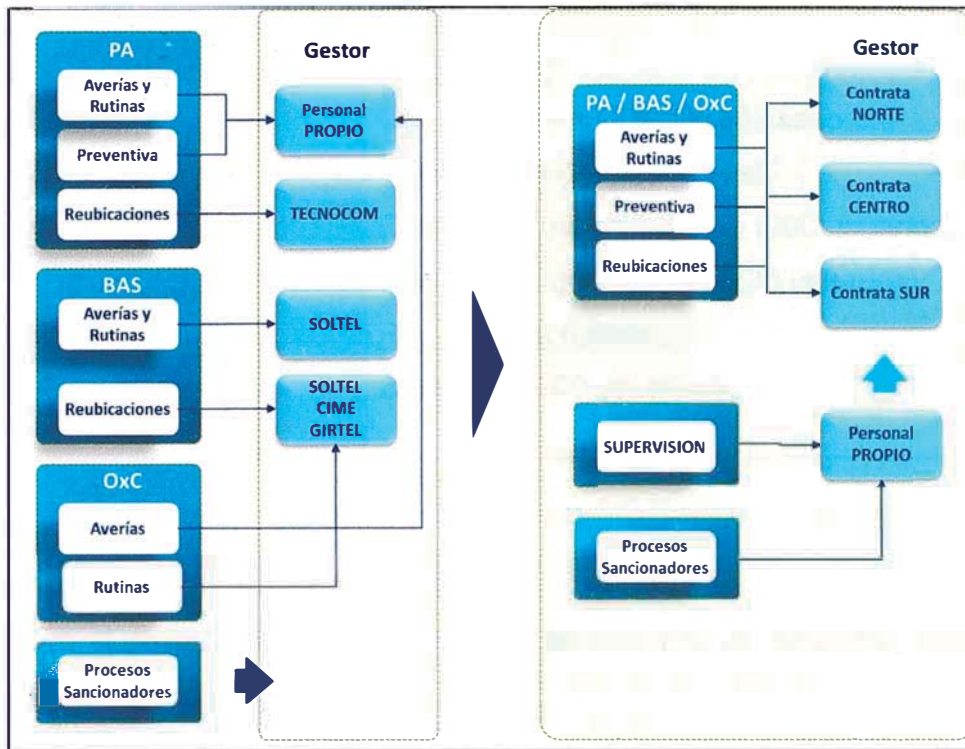 PA
Gestor
Averías y
Rutinas
Preventiva
Reubicaciones
Personal
PROPIO
TECNOCOM
BAS
Averías y
Rutinas
Reubicaciones
SOLTEL
SOLTEL
CIME
GIRTEL
OxC
Averías
Rutinas
Procesos
Sancionadores
Gestor
PA / BAS / OxC
Averías y
Rutinas
Preventiva
Reubicaciones
Contrata
NORTE
Contrata
CENTRO
Contrata SUR
SUPERVISION
Personal
PROPIO
Procesos
Sancionadores